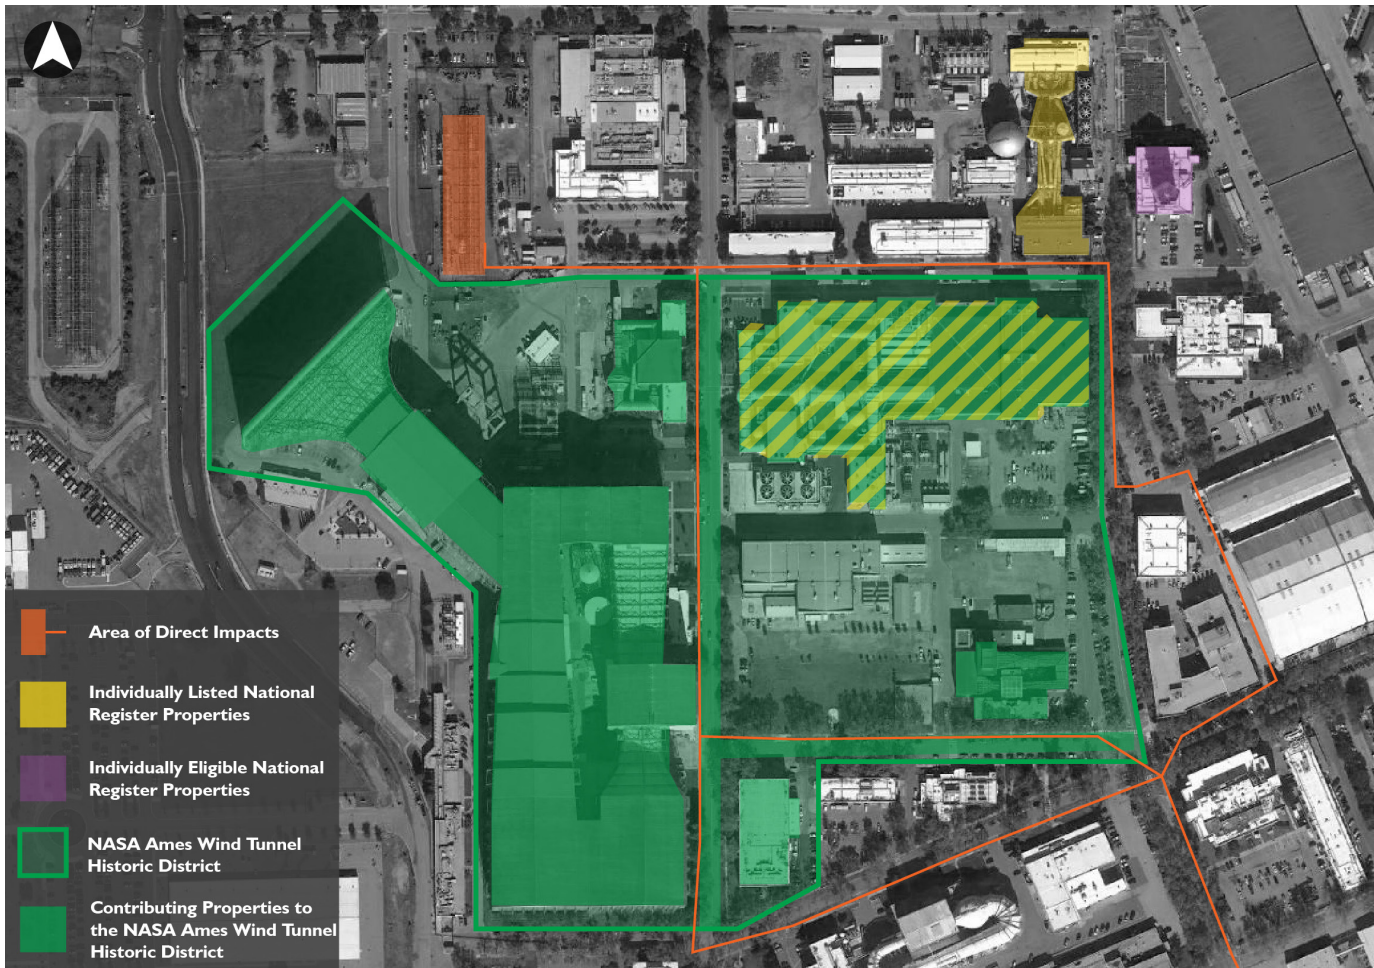 Area of Direct Impacts
Individually Listed National
Register Properties
Individually Eligible National
Register Properties
NASA Ames Wind Tunnel
Historic District
Contributing Properties to
the NASA Ames Wind Tunnel
Historic District